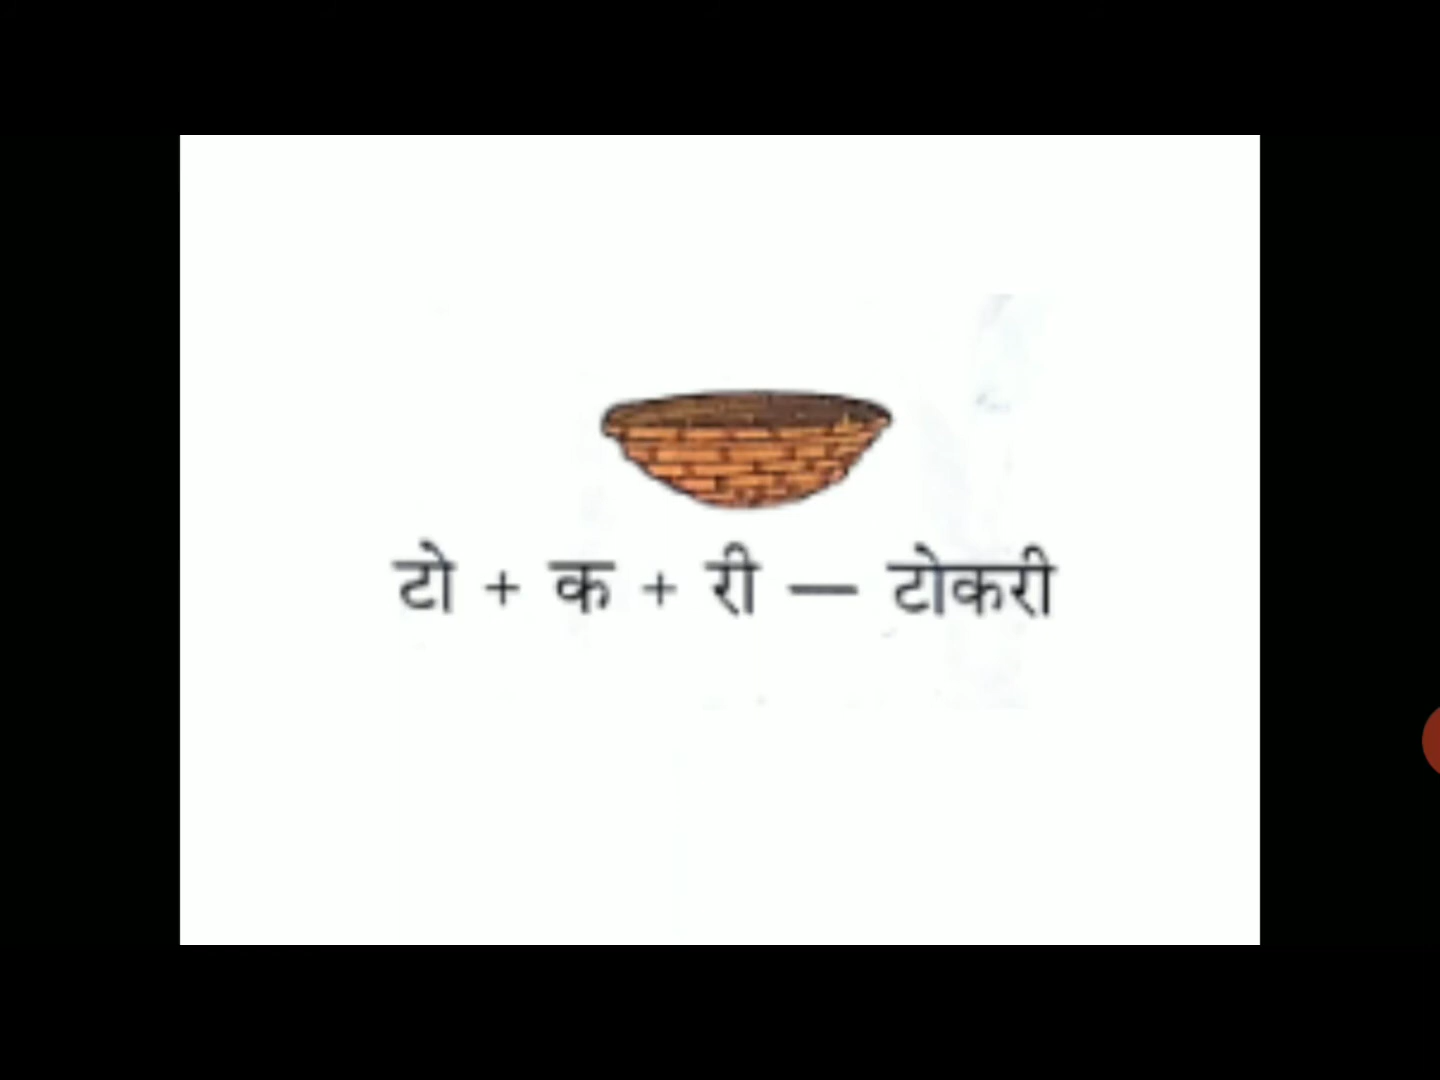 टो + क + री — टोकरी